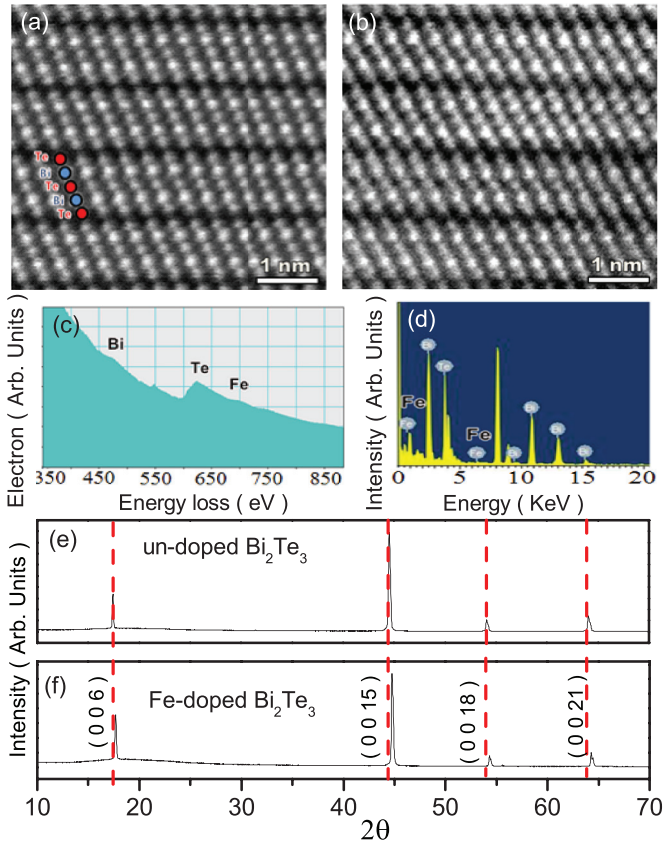 (a)
Te
Bi
Te
Bi
Te
1 nm
(b)
1 nm
Electron ( Arb. Units)
(c)
Bi
Te
Fe
350 450 550 650 750 850
Energy loss ( eV )
Intensity ( Arb. Units)
(d)
Fe
Fe
0 5 10 15 20
Energy ( KeV )
Intensity ( Arb. Units)
(e)
un-doped Bi₂Te₃
(f)
Fe-doped Bi₂Te₃
( 0 0 6 )
( 0 0 15 )
( 0 0 18 )
( 0 0 21 )
10 20 30 40 50 60 70
2θ